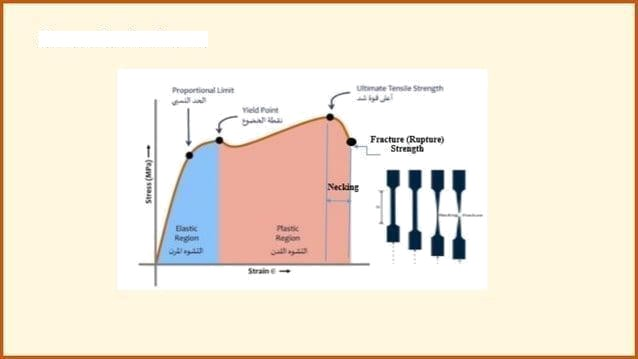 Proportional Limit
الحد النسبي
Yield Point
نقطة الخضوع
Ultimate Tensile Strength
أعلى قوة شد
Fracture (Rupture)
Strength
Necking
Stress (MPa)
Elastic
Region
التشوه المرن
Plastic
Region
التشوه اللدن
Strain ∈